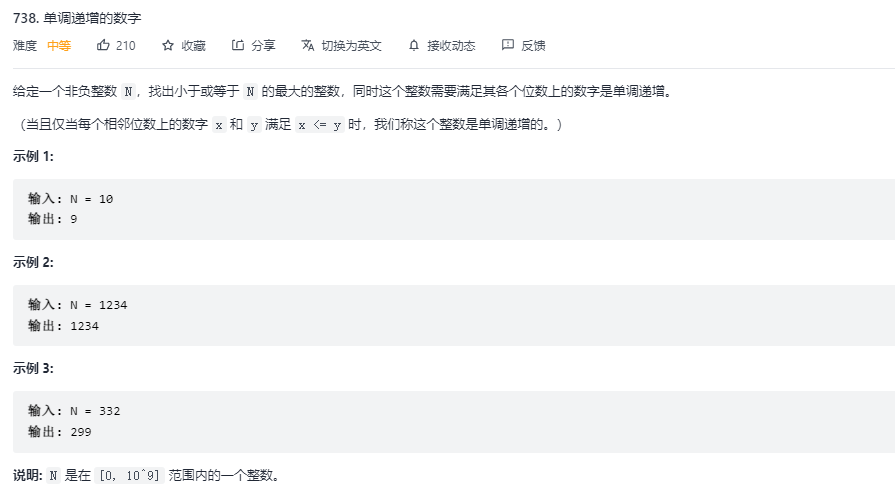 738. 单调递增的数字
难度 中等 210 收藏 分享 切换为英文 接收动态 反馈
给定一个非负整数 N，找出小于或等于 N 的最大的整数，同时这个整数需要满足其各个位数上的数字是单调递增。
（当且仅当每个相邻位数上的数字 x 和 y 满足 x <= y 时，我们称这个整数是单调递增的。）
示例 1:
输入: N = 10
输出: 9
示例 2:
输入: N = 1234
输出: 1234
示例 3:
输入: N = 332
输出: 299
说明: N 是在 [0, 10^9] 范围内的一个整数。